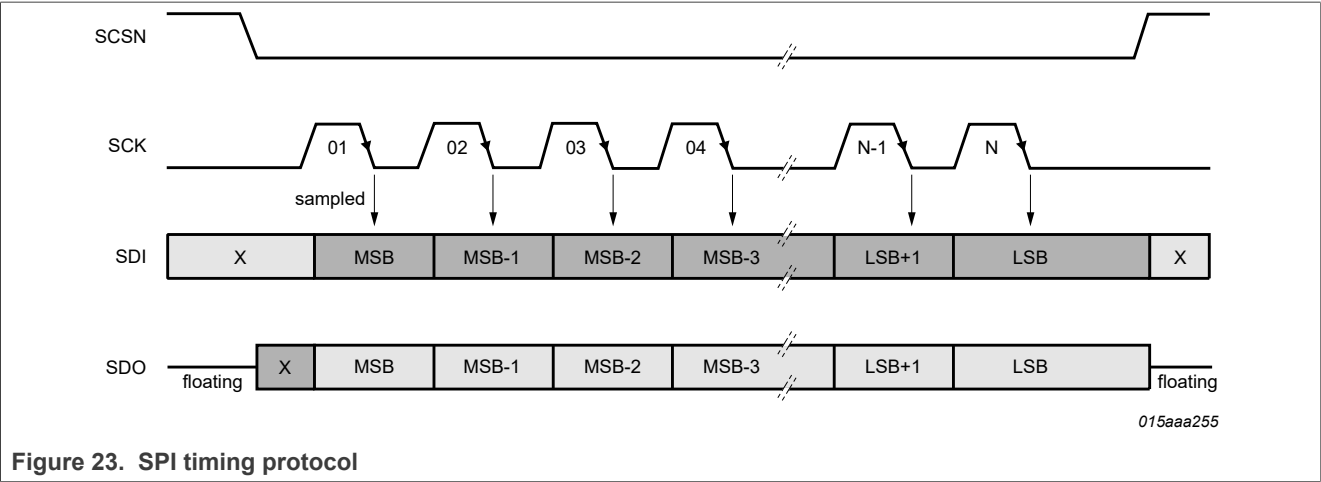 SCSN
SCK
01 02 03 04 N-1 N
sampled
SDI
X MSB MSB-1 MSB-2 MSB-3 LSB+1 LSB X
SDO
X MSB MSB-1 MSB-2 MSB-3 LSB+1 LSB
floating floating
015aaa255
Figure 23. SPI timing protocol